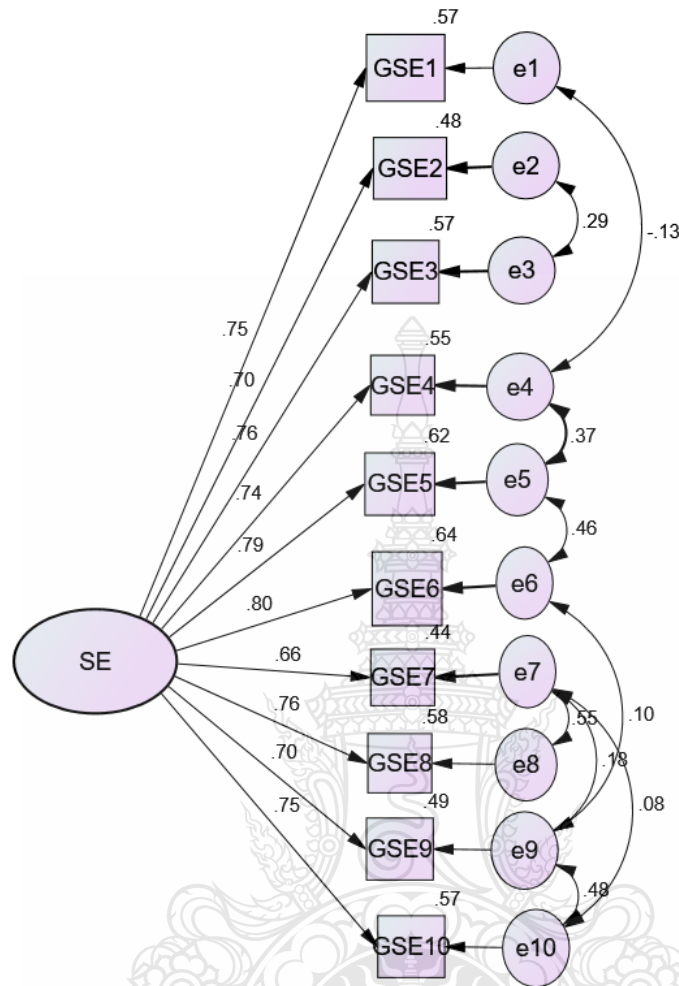 .57
GSE1
e1
.48
GSE2
e2
.29
-.13
.57
GSE3
e3
.75
.70
.76
.74
.79
.80
.66
.76
.70
.75
.55
GSE4
e4
.37
.62
GSE5
e5
.46
.64
GSE6
e6
SE
.44
GSE7
e7
.10
.55
.18
.08
.58
GSE8
e8
.49
GSE9
e9
.48
.57
GSE10
e10